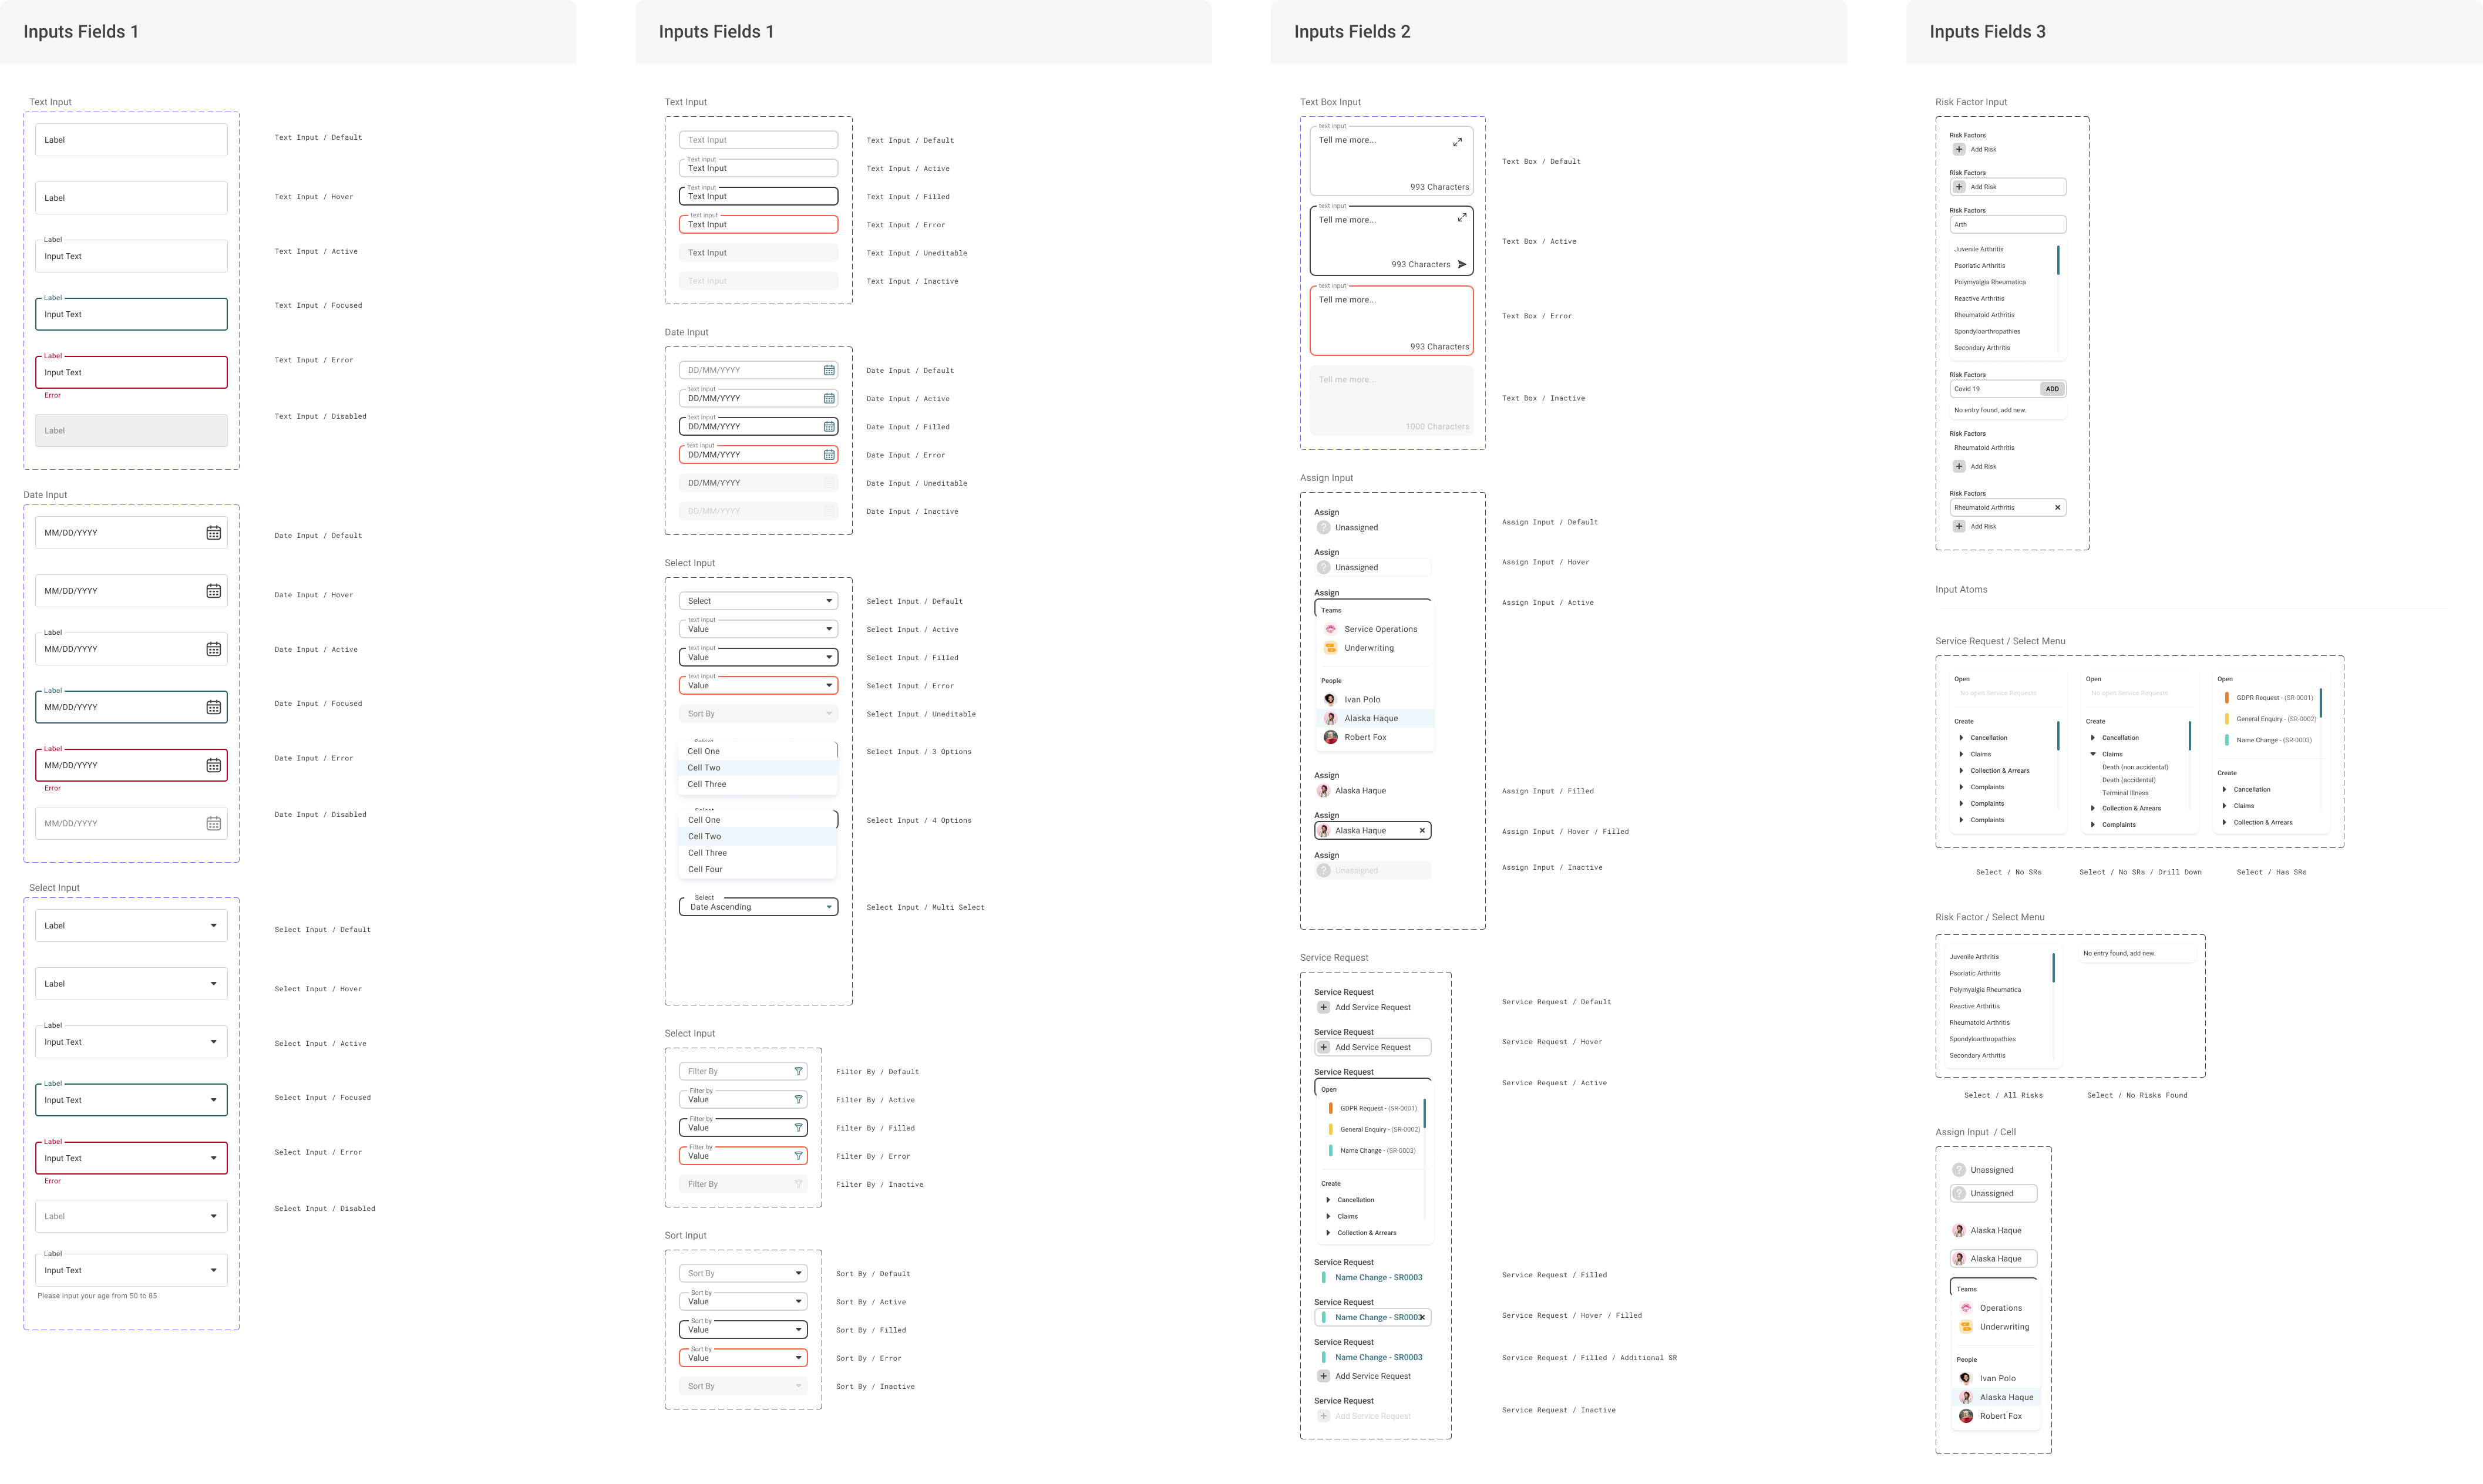 Inputs Fields 1
Text Input
Label
Text Input / Default
Label
Text Input / Hover
Label
Input Text
Text Input / Active
Label
Input Text
Text Input / Focused
Label
Input Text
Error
Text Input / Error
Label
Text Input / Disabled
Date Input
MM/DD/YYYY
Date Input / Default
MM/DD/YYYY
Date Input / Hover
Label
MM/DD/YYYY
Date Input / Active
Label
MM/DD/YYYY
Date Input / Focused
Label
MM/DD/YYYY
Error
Date Input / Error
MM/DD/YYYY
Date Input / Disabled
Select Input
Label
Select Input / Default
Label
Select Input / Hover
Label
Input Text
Select Input / Active
Label
Input Text
Select Input / Focused
Label
Input Text
Error
Select Input / Error
Label
Select Input / Disabled
Label
Input Text
Please input your age from 50 to 85
Inputs Fields 1
Text Input
Text Input
Text Input / Default
Text input
Text Input
Text Input / Active
Text input
Text Input
Text Input / Filled
text input
Text Input
Text Input / Error
Text Input
Text Input / Uneditable
Text Input
Text Input / Inactive
Date Input
DD/MM/YYYY
Date Input / Default
text input
DD/MM/YYYY
Date Input / Active
text input
DD/MM/YYYY
Date Input / Filled
text input
DD/MM/YYYY
Date Input / Error
DD/MM/YYYY
Date Input / Uneditable
DD/MM/YYYY
Date Input / Inactive
Select Input
Select
Select Input / Default
text input
Value
Select Input / Active
text input
Value
Select Input / Filled
text input
Value
Select Input / Error
Sort By
Select Input / Uneditable
Select
Cell One
Cell Two
Cell Three
Select Input / 3 Options
Select
Cell One
Cell Two
Cell Three
Cell Four
Select Input / 4 Options
Select
Date Ascending
Select Input / Multi Select
Select Input
Filter By
Filter By / Default
Filter by
Value
Filter By / Active
Filter by
Value
Filter By / Filled
Filter by
Value
Filter By / Error
Filter By
Filter By / Inactive
Sort Input
Sort By
Sort By / Default
Sort by
Value
Sort By / Active
Sort by
Value
Sort By / Filled
Sort by
Value
Sort By / Error
Sort By
Sort By / Inactive
Inputs Fields 2
Text Box Input
text input
Tell me more...
993 Characters
Text Box / Default
text input
Tell me more...
993 Characters
Text Box / Active
text input
Tell me more...
993 Characters
Text Box / Error
Tell me more...
1000 Characters
Text Box / Inactive
Assign Input
Assign
Unassigned
Assign Input / Default
Assign
Unassigned
Assign Input / Hover
Assign
Assign Input / Active
Teams
Service Operations
Underwriting
People
Ivan Polo
Alaska Haque
Robert Fox
Assign
Alaska Haque
Assign Input / Filled
Assign
Alaska Haque
Assign Input / Hover / Filled
Assign
Unassigned
Assign Input / Inactive
Service Request
Service Request
Add Service Request
Service Request / Default
Service Request
Add Service Request
Service Request / Hover
Service Request
Service Request / Active
Open
GDPR Request - (SR-0001)
General Enquiry - (SR-0002)
Name Change - (SR-0003)
Create
Cancellation
Claims
Collection & Arrears
Service Request
Name Change - SR0003
Service Request / Filled
Service Request
Name Change - SR0003
Service Request / Hover / Filled
Service Request
Name Change - SR0003
Add Service Request
Service Request / Filled / Additional SR
Service Request
Add Service Request
Service Request / Inactive
Inputs Fields 3
Risk Factor Input
Risk Factors
Add Risk
Risk Factors
Add Risk
Risk Factors
Arth
Juvenile Arthritis
Psoriatic Arthritis
Polymyalgia Rheumatica
Reactive Arthritis
Rheumatoid Arthritis
Spondyloarthropathies
Secondary Arthritis
Risk Factors
Covid 19
ADD
No entry found, add new.
Risk Factors
Rheumatoid Arthritis
Add Risk
Risk Factors
Rheumatoid Arthritis
Add Risk
Input Atoms
Service Request / Select Menu
Open
No open Service Requests
Create
Cancellation
Claims
Collection & Arrears
Complaints
Complaints
Complaints
Open
No open Service Requests
Create
Cancellation
Claims
Death (non accidental)
Death (accidental)
Terminal Illness
Collection & Arrears
Complaints
Open
GDPR Request - (SR-0001)
General Enquiry - (SR-0002)
Name Change - (SR-0003)
Create
Cancellation
Claims
Collection & Arrears
Select / No SRs
Select / No SRs / Drill Down
Select / Has SRs
Risk Factor / Select Menu
Juvenile Arthritis
Psoriatic Arthritis
Polymyalgia Rheumatica
Reactive Arthritis
Rheumatoid Arthritis
Spondyloarthropathies
Secondary Arthritis
No entry found, add new.
Select / All Risks
Select / No Risks Found
Assign Input / Cell
Unassigned
Unassigned
Alaska Haque
Alaska Haque
Teams
Operations
Underwriting
People
Ivan Polo
Alaska Haque
Robert Fox